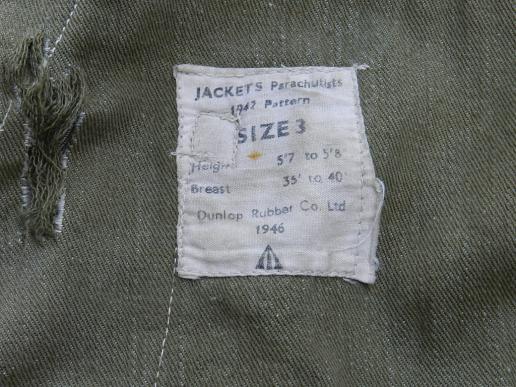 JACKETS Parachutists
1942 Pattern
SIZE 3
Height 5'7 to 5'8
Breast 35' to 40
Dunlop Rubber Co. Ltd
1946